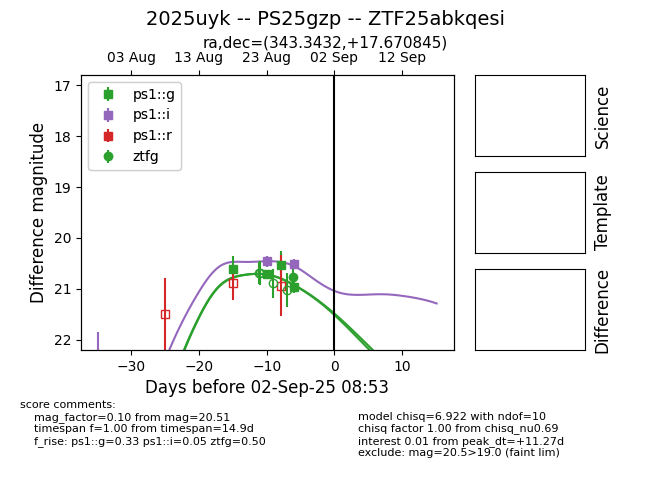 2025uyk -- PS25gzp -- ZTF25abkqesi
ra,dec=(343.3432,+17.670845)
03 Aug 13 Aug 23 Aug 02 Sep 12 Sep
17
18
19
20
21
22
Difference magnitude
ps1::g
ps1::i
ps1::r
ztfg
−30 −20 −10 0 10
Days before 02-Sep-25 08:53
Science
Template
Difference
score comments:
mag_factor=0.10 from mag=20.51
timespan f=1.00 from timespan=14.9d
f_rise: ps1::g=0.33 ps1::i=0.05 ztfg=0.50
model chisq=6.922 with ndof=10
chisq factor 1.00 from chisq_nu0.69
interest 0.01 from peak_dt=+11.27d
exclude: mag=20.5>19.0 (faint lim)